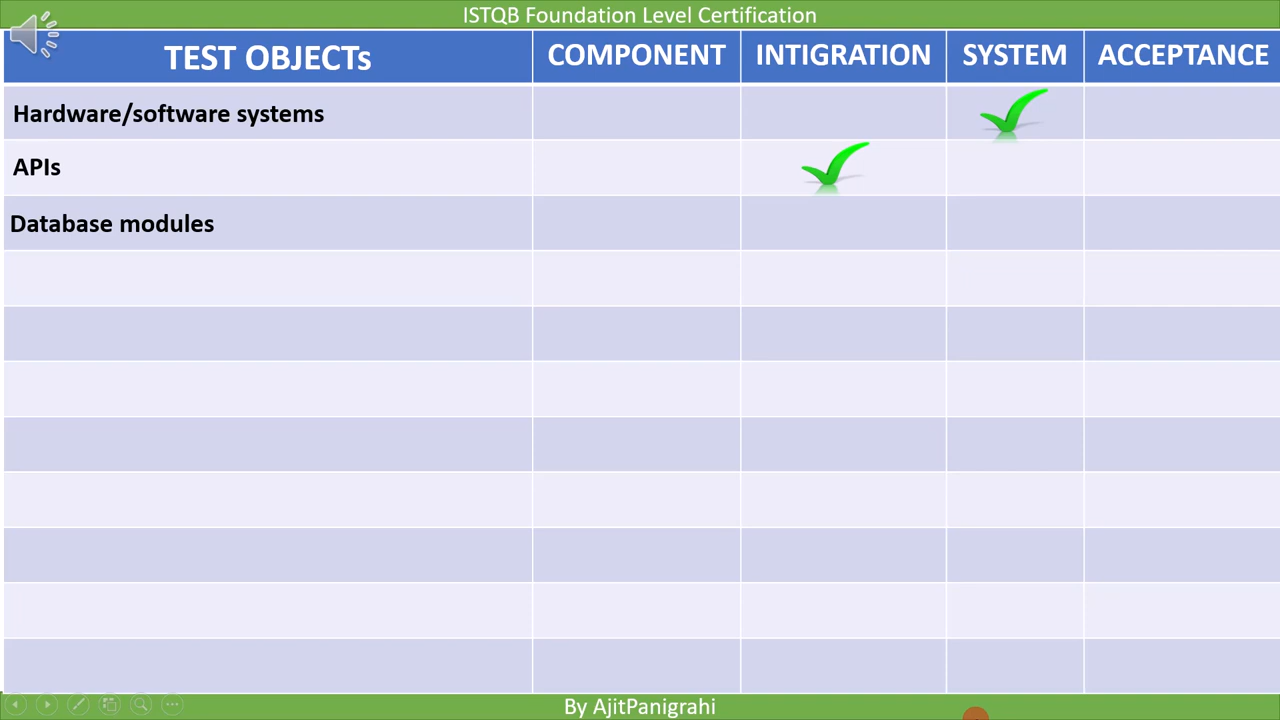 ISTQB Foundation Level Certification
TEST OBJECTs COMPONENT INTIGRATION SYSTEM ACCEPTANCE
Hardware/software systems
APIs
Database modules
By AjitPanigrahi